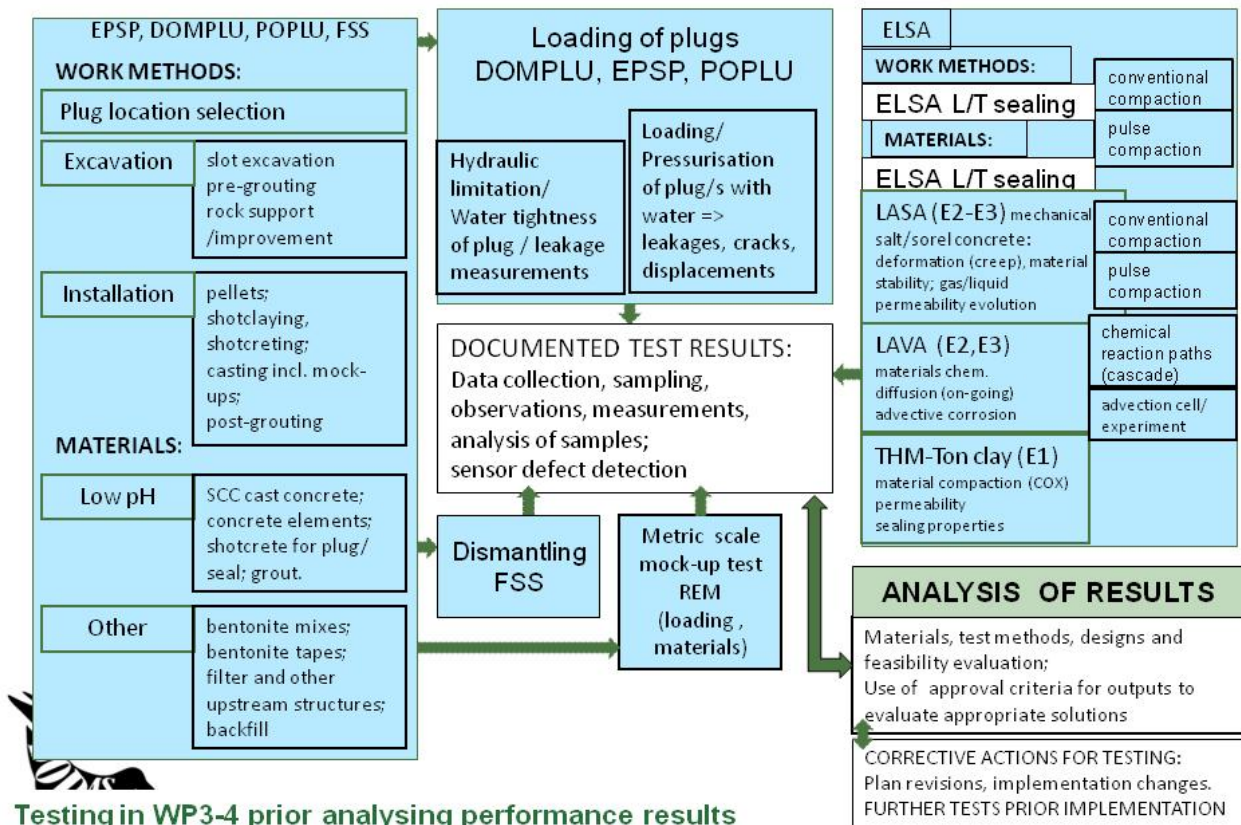 EPSP, DOMPLU, POPLU, FSS
WORK METHODS:
Plug location selection
Excavation
slot excavation
pre-grouting
rock support
/improvement
Installation
pellets;
shotclaying,
shotcreting;
casting incl. mock-
ups;
post-grouting
MATERIALS:
Low pH
SCC cast concrete;
concrete elements;
shotcrete for plug/
seal; grout.
Other
bentonite mixes;
bentonite tapes;
filter and other
upstream structures;
backfill
Loading of plugs
DOMPLU, EPSP, POPLU
Hydraulic
limitation/
Water tightness
of plug / leakage
measurements
Loading/
Pressurisation
of plug/s with
water =>
leakages, cracks,
displacements
DOCUMENTED TEST RESULTS:
Data collection, sampling,
observations, measurements,
analysis of samples;
sensor defect detection
Dismantling
FSS
Metric scale
mock-up test
REM
(loading ,
materials)
ELSA
WORK METHODS:
ELSA L/T sealing
MATERIALS:
ELSA L/T sealing
conventional
compaction
pulse
compaction
LASA (E2-E3) mechanical
salt/sorel concrete:
deformation (creep), material
stability; gas/liquid
permeability evolution
conventional
compaction
pulse
compaction
LAVA (E2,E3)
materials chem.
diffusion (on-going)
advective corrosion
chemical
reaction paths
(cascade)
advection cell/
experiment
THM-Ton clay (E1)
material compaction (COX)
permeability
sealing properties
ANALYSIS OF RESULTS
Materials, test methods, designs and
feasibility evaluation;
Use of approval criteria for outputs to
evaluate appropriate solutions
CORRECTIVE ACTIONS FOR TESTING:
Plan revisions, implementation changes.
FURTHER TESTS PRIOR IMPLEMENTATION
Testing in WP3-4 prior analysing performance results